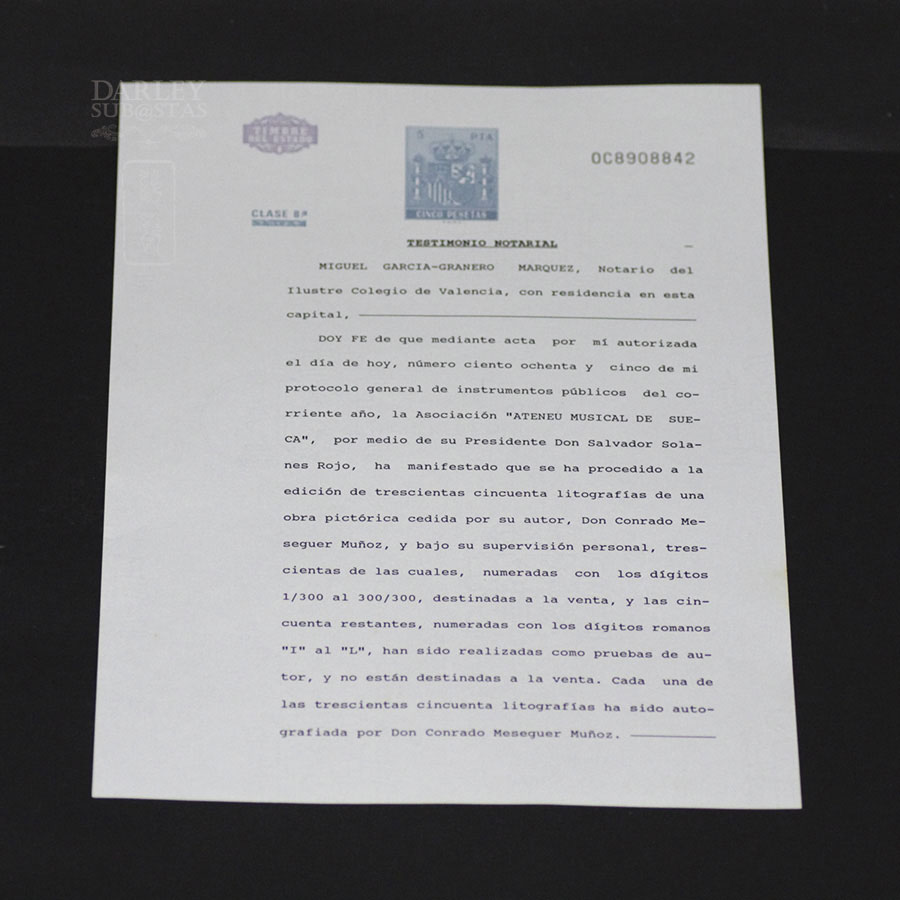 DARLEY
SUB@STAS
TIMBRE
DEL ESTADO
5 PTA
0C8908842
CLASE 8ª
CINCO PESETAS
TESTIMONIO NOTARIAL
MIGUEL GARCIA-GRANERO MARQUEZ, Notario del
Ilustre Colegio de Valencia, con residencia en esta
capital,
DOY FE de que mediante acta por mí autorizada
el día de hoy, número ciento ochenta y cinco de mi
protocolo general de instrumentos públicos del co-
rriente año, la Asociación "ATENEU MUSICAL DE SUE-
CA", por medio de su Presidente Don Salvador Sola-
nes Rojo, ha manifestado que se ha procedido a la
edición de trescientas cincuenta litografías de una
obra pictórica cedida por su autor, Don Conrado Me-
seguer Muñoz, y bajo su supervisión personal, tres-
cientas de las cuales, numeradas con los dígitos
1/300 al 300/300, destinadas a la venta, y las cin-
cuenta restantes, numeradas con los dígitos romanos
"I" al "L", han sido realizadas como pruebas de au-
tor, y no están destinadas a la venta. Cada una de
las trescientas cincuenta litografías ha sido auto-
grafiada por Don Conrado Meseguer Muñoz.